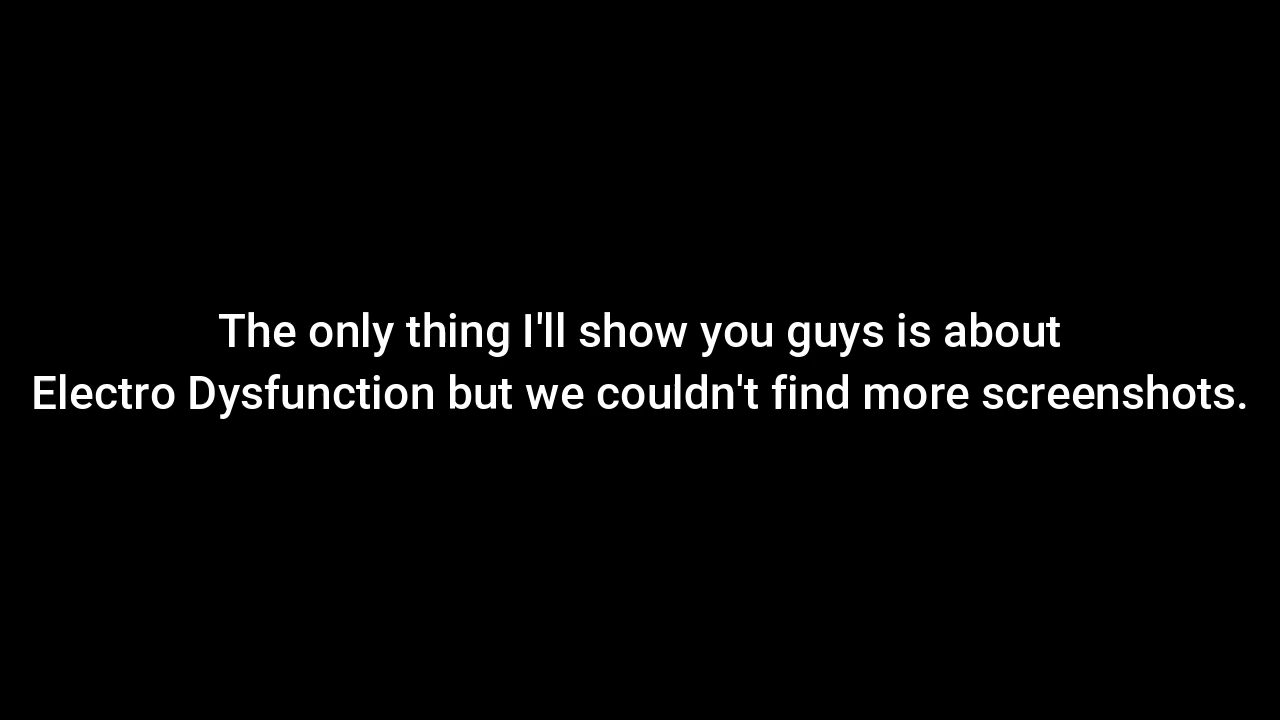 The only thing I'll show you guys is about
Electro Dysfunction but we couldn't find more screenshots.